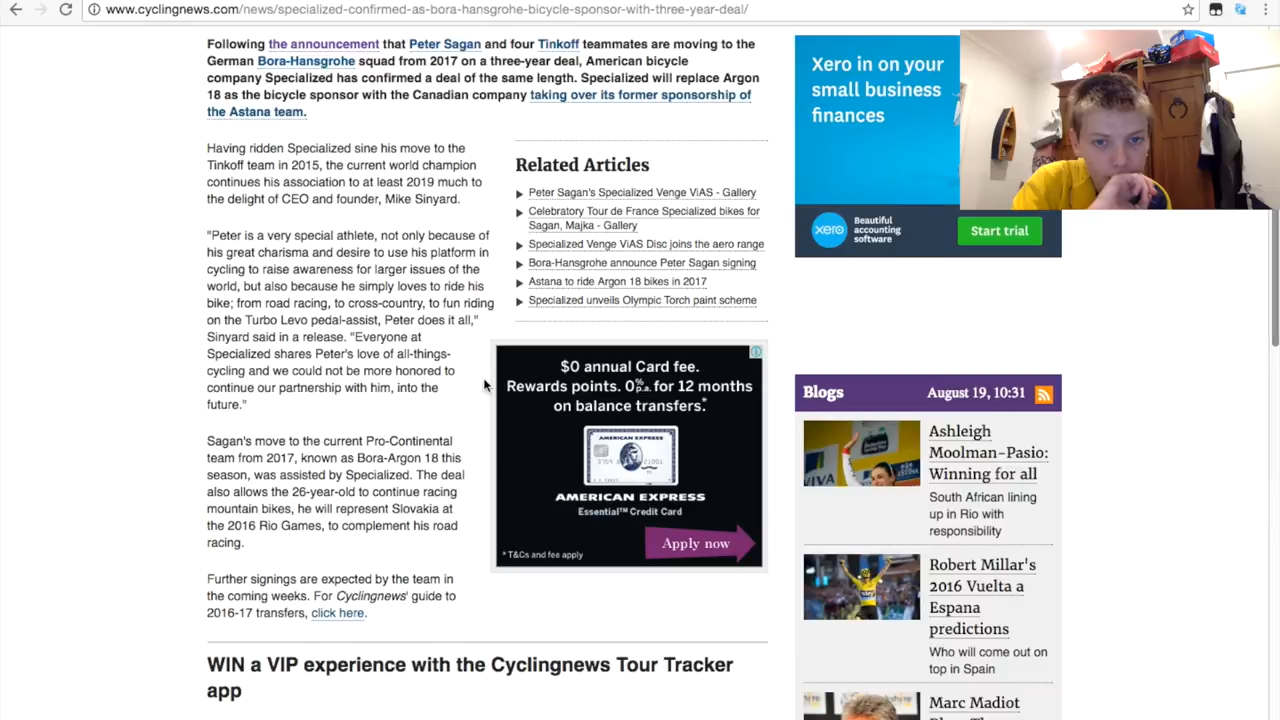 www.cyclingnews.com/news/specialized-confirmed-as-bora-hansgrohe-bicycle-sponsor-with-three-year-deal/
Following the announcement that Peter Sagan and four Tinkoff teammates are moving to the
German Bora-Hansgrohe squad from 2017 on a three-year deal, American bicycle
company Specialized has confirmed a deal of the same length. Specialized will replace Argon
18 as the bicycle sponsor with the Canadian company taking over its former sponsorship of
the Astana team.
Having ridden Specialized sine his move to the
Tinkoff team in 2015, the current world champion
continues his association to at least 2019 much to
the delight of CEO and founder, Mike Sinyard.
"Peter is a very special athlete, not only because of
his great charisma and desire to use his platform in
cycling to raise awareness for larger issues of the
world, but also because he simply loves to ride his
bike; from road racing, to cross-country, to fun riding
on the Turbo Levo pedal-assist, Peter does it all,"
Sinyard said in a release. "Everyone at
Specialized shares Peter's love of all-things-
cycling and we could not be more honored to
continue our partnership with him, into the
future."
Sagan's move to the current Pro-Continental
team from 2017, known as Bora-Argon 18 this
season, was assisted by Specialized. The deal
also allows the 26-year-old to continue racing
mountain bikes, he will represent Slovakia at
the 2016 Rio Games, to complement his road
racing.
Further signings are expected by the team in
the coming weeks. For Cyclingnews' guide to
2016-17 transfers, click here.
WIN a VIP experience with the Cyclingnews Tour Tracker
app
Related Articles
Peter Sagan's Specialized Venge ViAS - Gallery
Celebratory Tour de France Specialized bikes for
Sagan, Majka - Gallery
Specialized Venge ViAS Disc joins the aero range
Bora-Hansgrohe announce Peter Sagan signing
Astana to ride Argon 18 bikes in 2017
Specialized unveils Olympic Torch paint scheme
$0 annual Card fee.
Rewards points. 0% p.a. for 12 months
on balance transfers.*
AMERICAN EXPRESS
AMERICAN EXPRESS
Essential™ Credit Card
Apply now
* T&Cs and fee apply
Xero in on your
small business
finances
xero
Beautiful
accounting
software
Start trial
Blogs
August 19, 10:31
VIVA
Ashleigh
Moolman-Pasio:
Winning for all
South African lining
up in Rio with
responsibility
Robert Millar's
2016 Vuelta a
Espana
predictions
Who will come out on
top in Spain
Marc Madiot